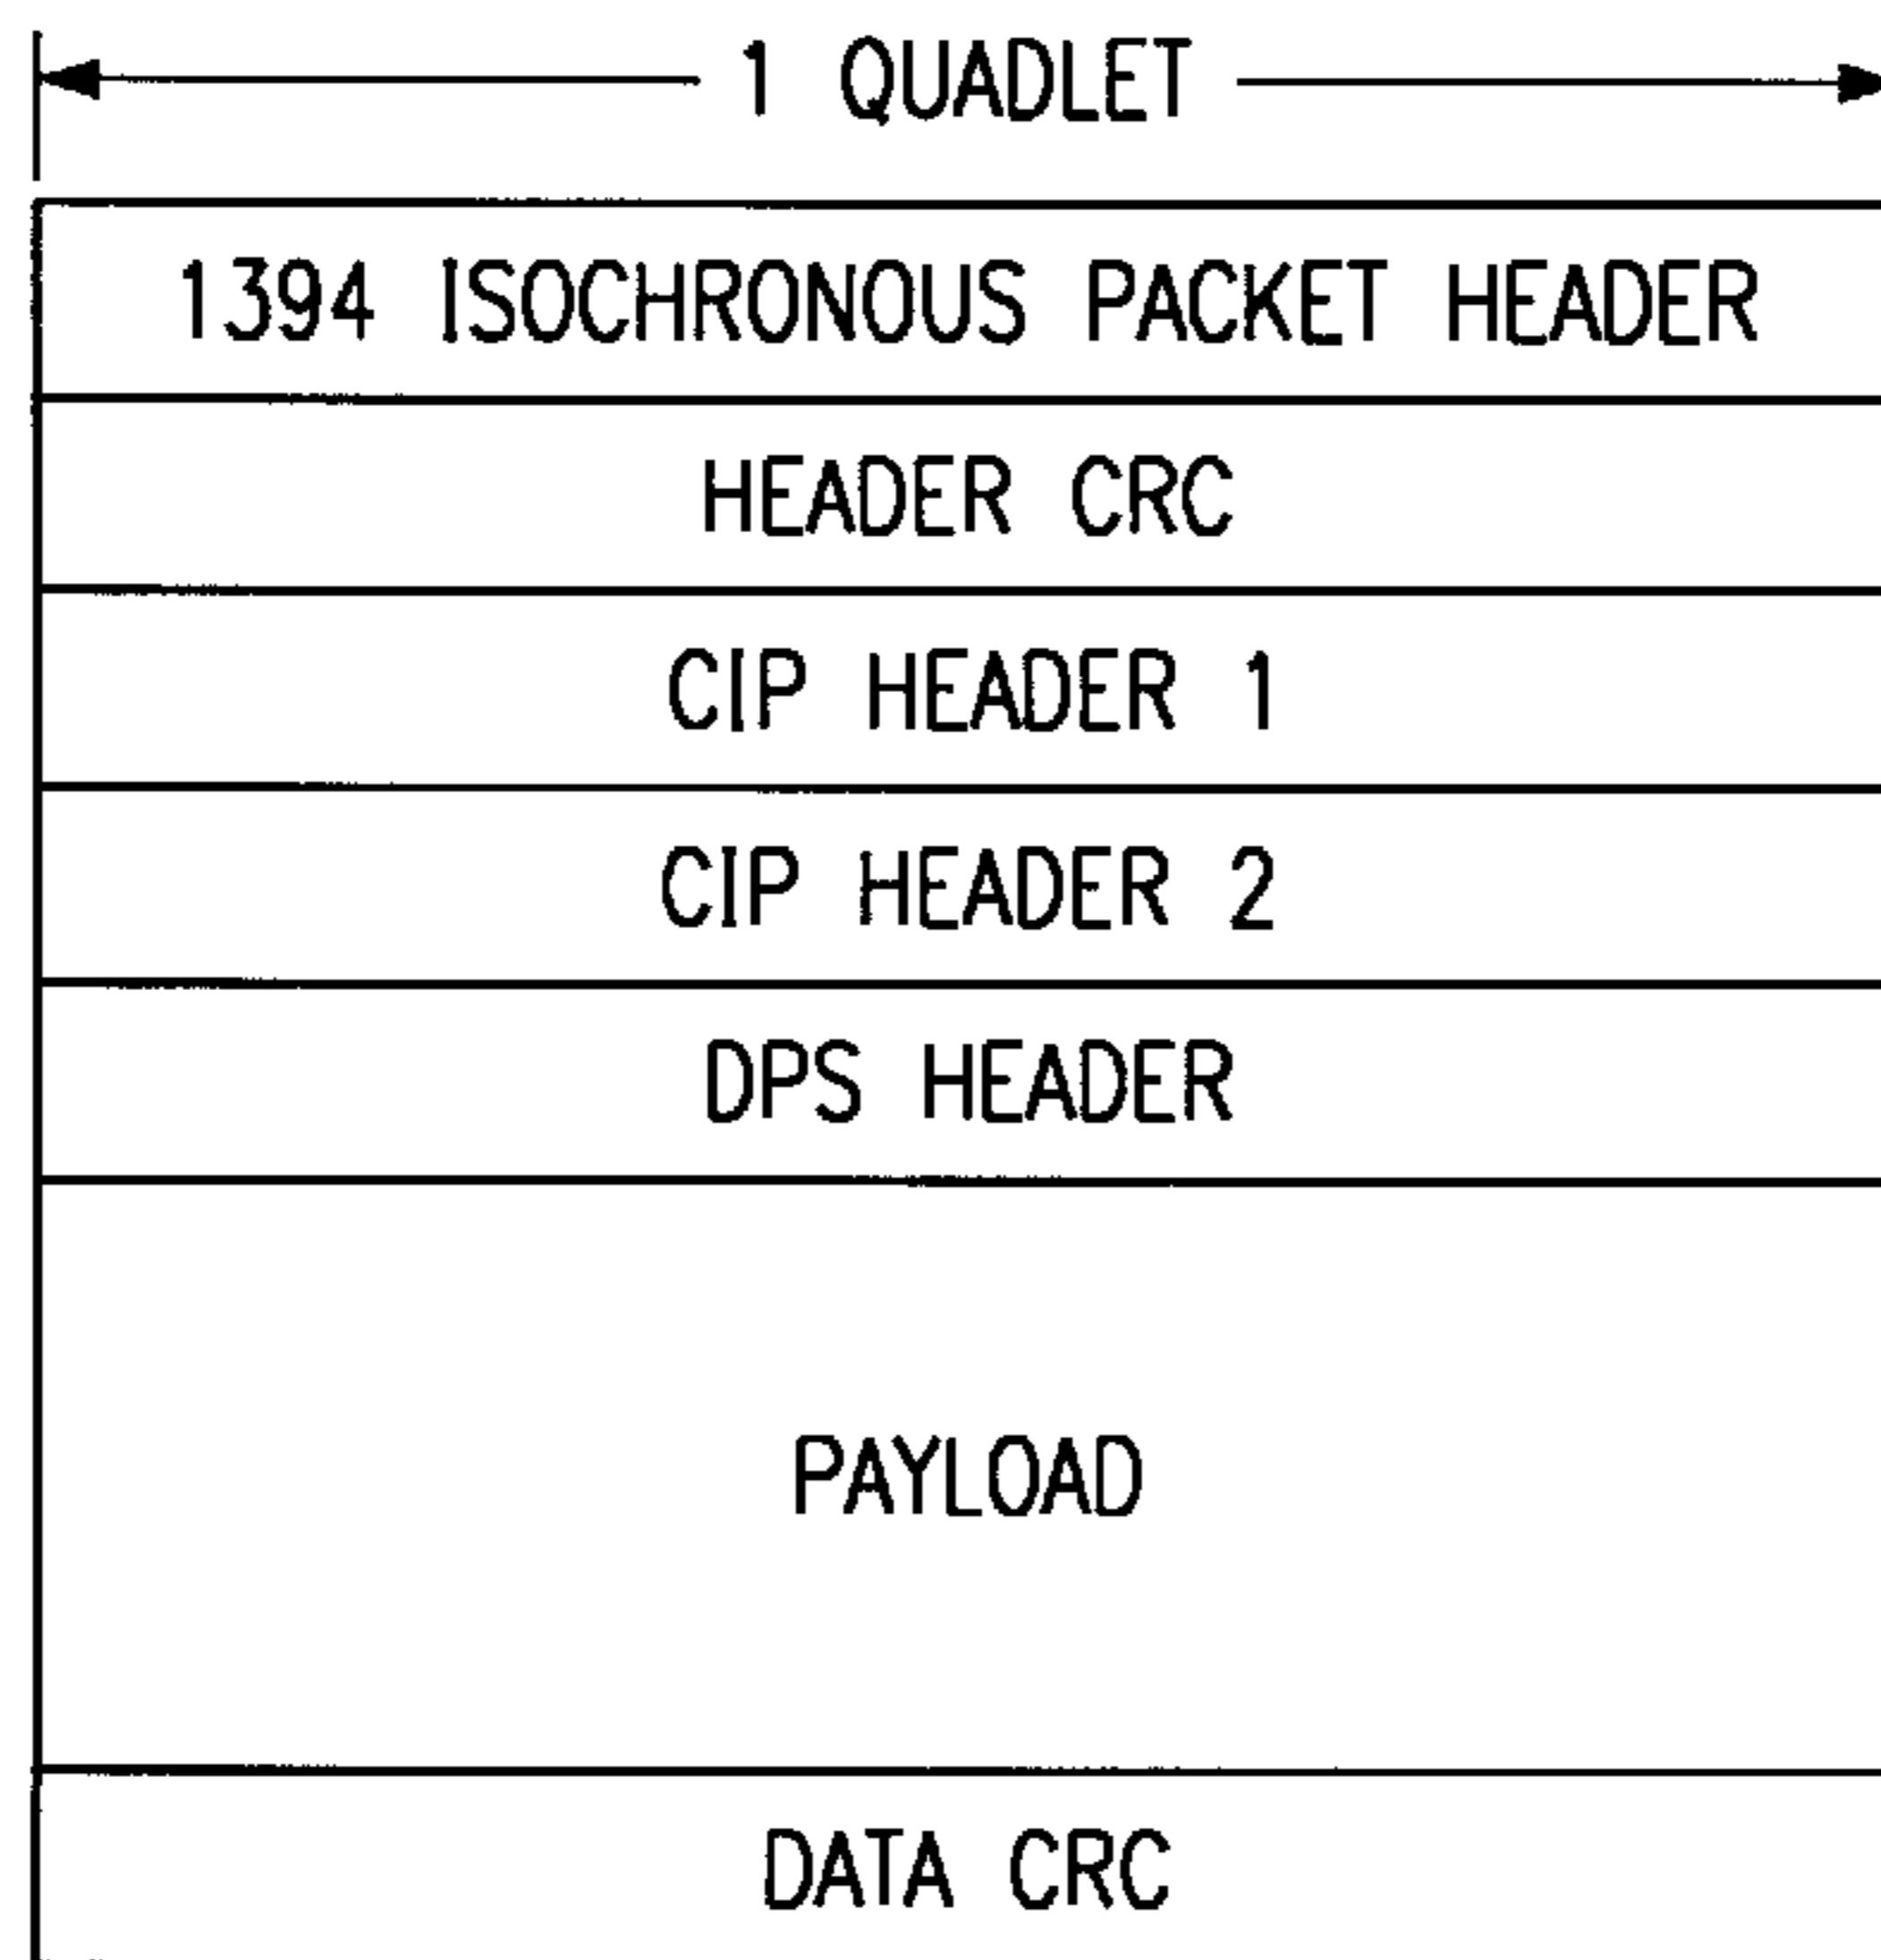 1 QUADLET
1394 ISOCHRONOUS PACKET HEADER
HEADER CRC
CIP HEADER 1
CIP HEADER 2
DPS HEADER
PAYLOAD
DATA CRC